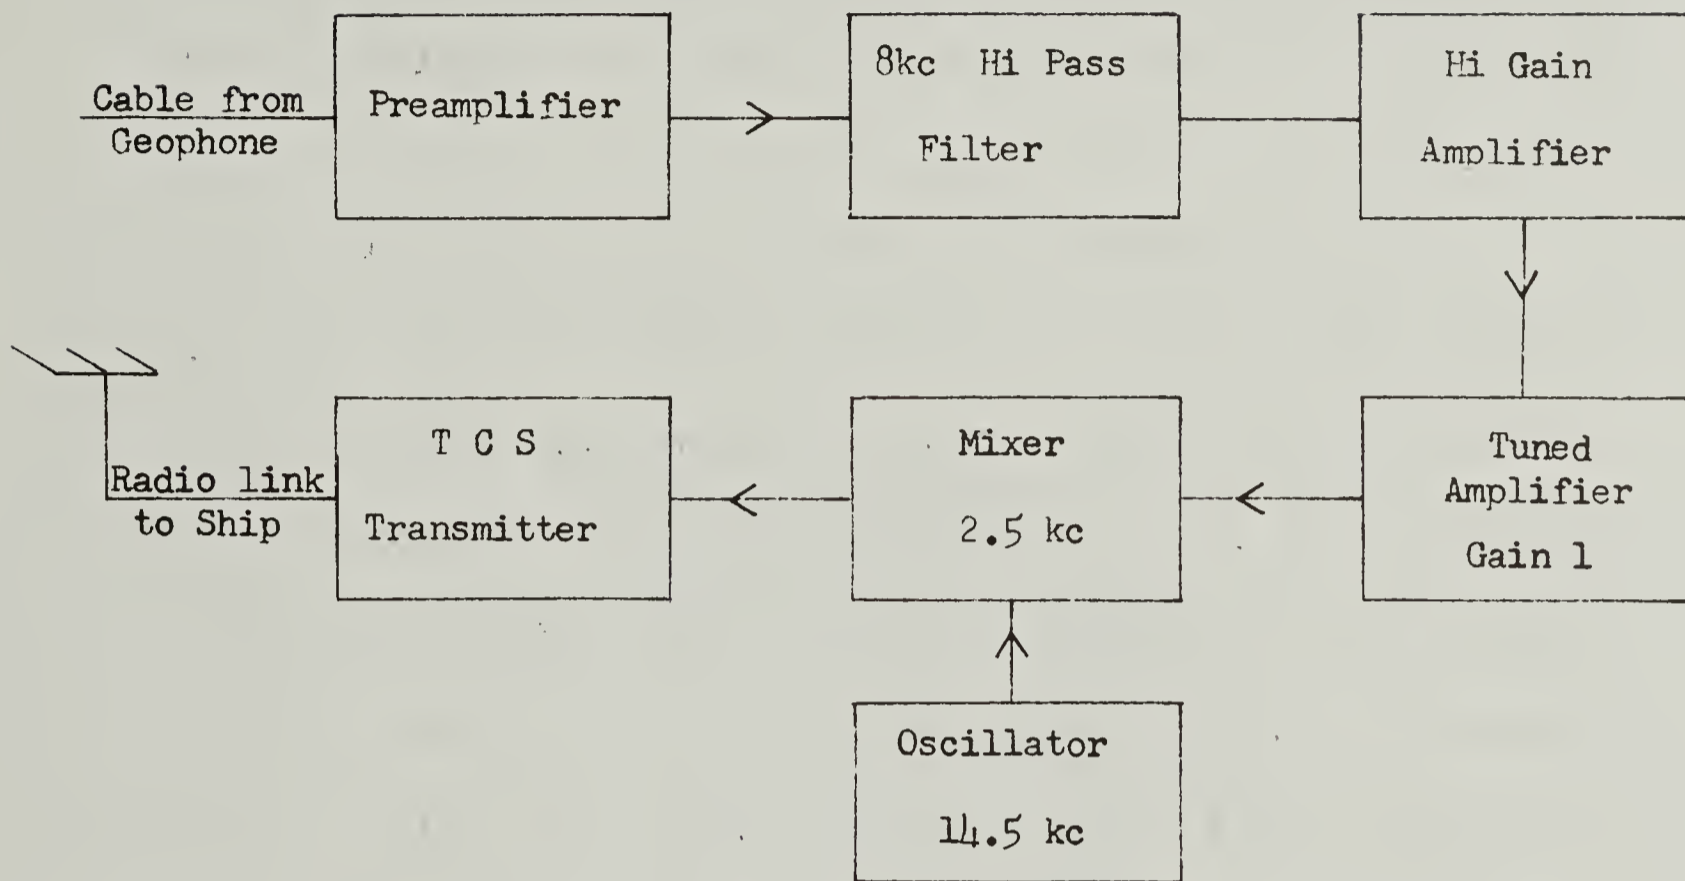 Cable from
Geophone
Preamplifier
8kc Hi Pass
Filter
Hi Gain
Amplifier
Tuned
Amplifier
Gain 1
Mixer
2.5 kc
Oscillator
14.5 kc
T C S
Transmitter
Radio link
to Ship